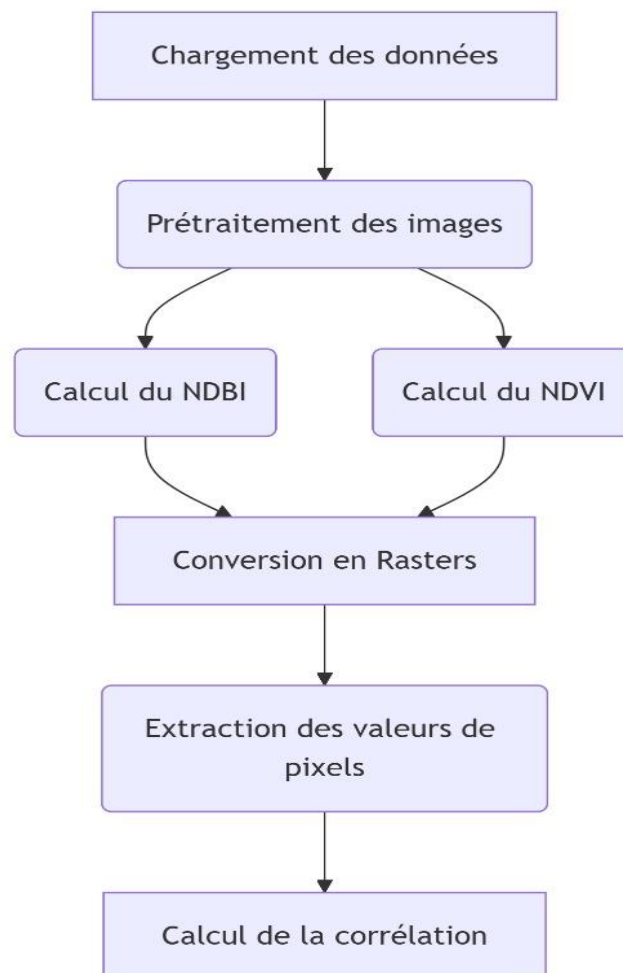 Chargement des données
Prétraitement des images
Calcul du NDBI
Calcul du NDVI
Conversion en Rasters
Extraction des valeurs de
pixels
Calcul de la corrélation